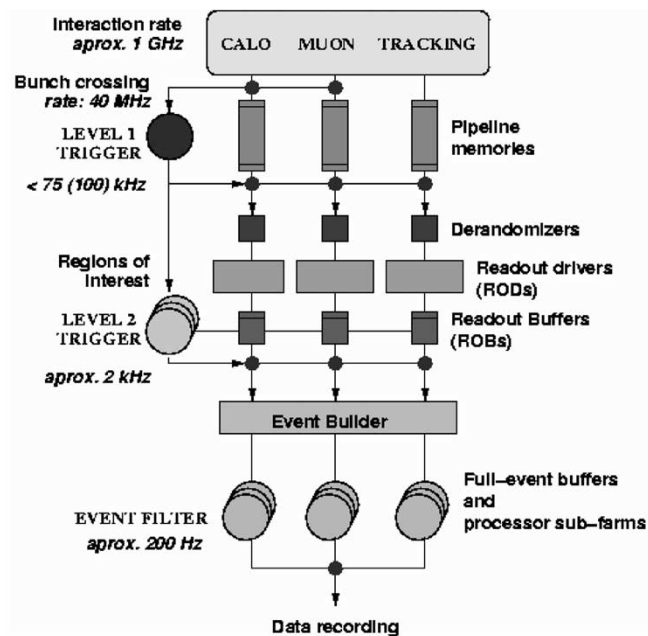 Interaction rate
aprox. 1 GHz
CALO MUON TRACKING
Bunch crossing
rate: 40 MHz
LEVEL 1
TRIGGER
Pipeline
memories
< 75 (100) kHz
Derandomizers
Regions of
interest
Readout drivers
(RODs)
LEVEL 2
TRIGGER
Readout Buffers
(ROBs)
aprox. 2 kHz
Event Builder
EVENT FILTER
aprox. 200 Hz
Full-event buffers
and
processor sub-farms
Data recording